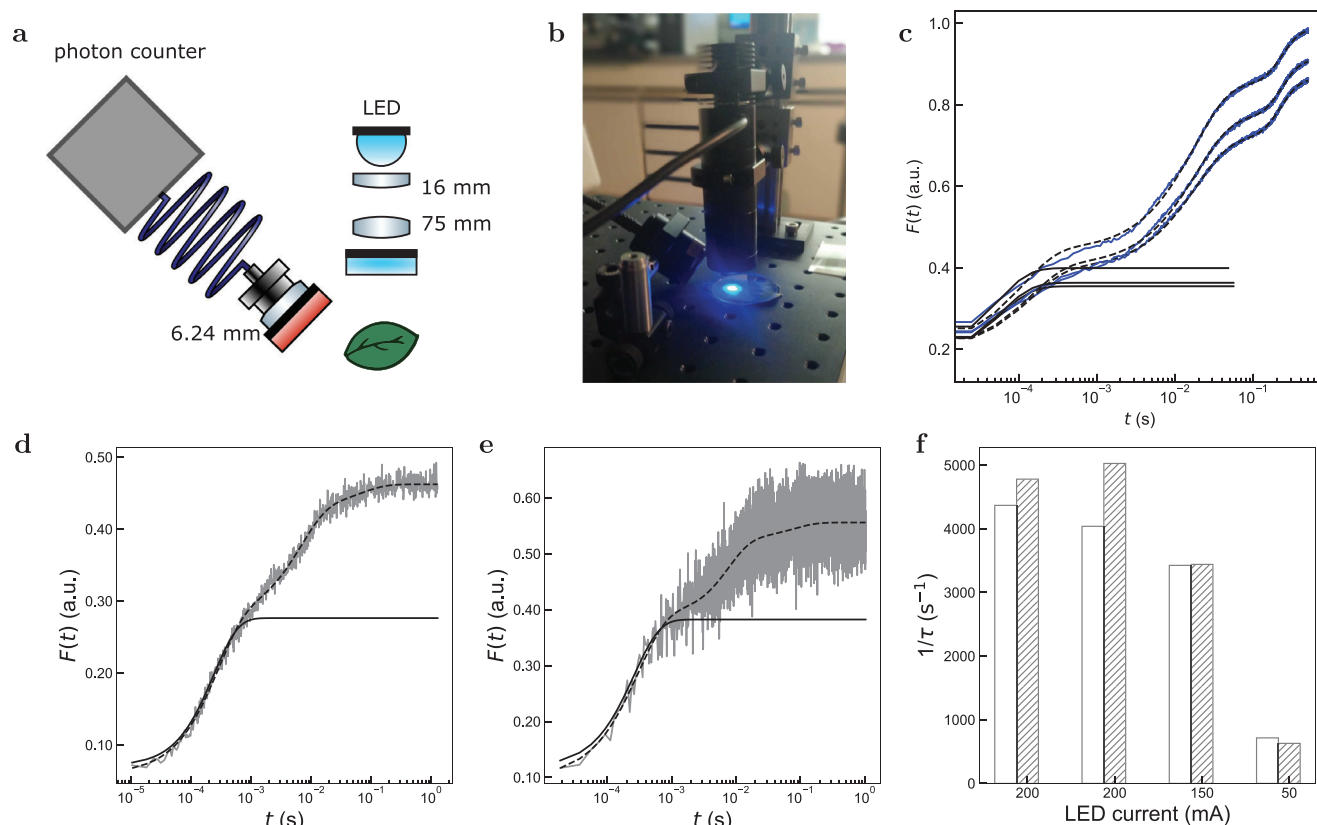 a
photon counter
LED
16 mm
75 mm
6.24 mm
b
c
F(t) (a.u.)
1.0
0.8
0.6
0.4
0.2
10⁻⁴ 10⁻³ 10⁻² 10⁻¹
t (s)
d
F(t) (a.u.)
0.50
0.40
0.30
0.20
0.10
10⁻⁵ 10⁻⁴ 10⁻³ 10⁻² 10⁻¹ 10⁰
t (s)
e
F(t) (a.u.)
0.60
0.50
0.40
0.30
0.20
0.10
10⁻⁴ 10⁻³ 10⁻² 10⁻¹ 10⁰
t (s)
f
1/τ (s⁻¹)
5000
4000
3000
2000
1000
0
200 200 150 50
LED current (mA)